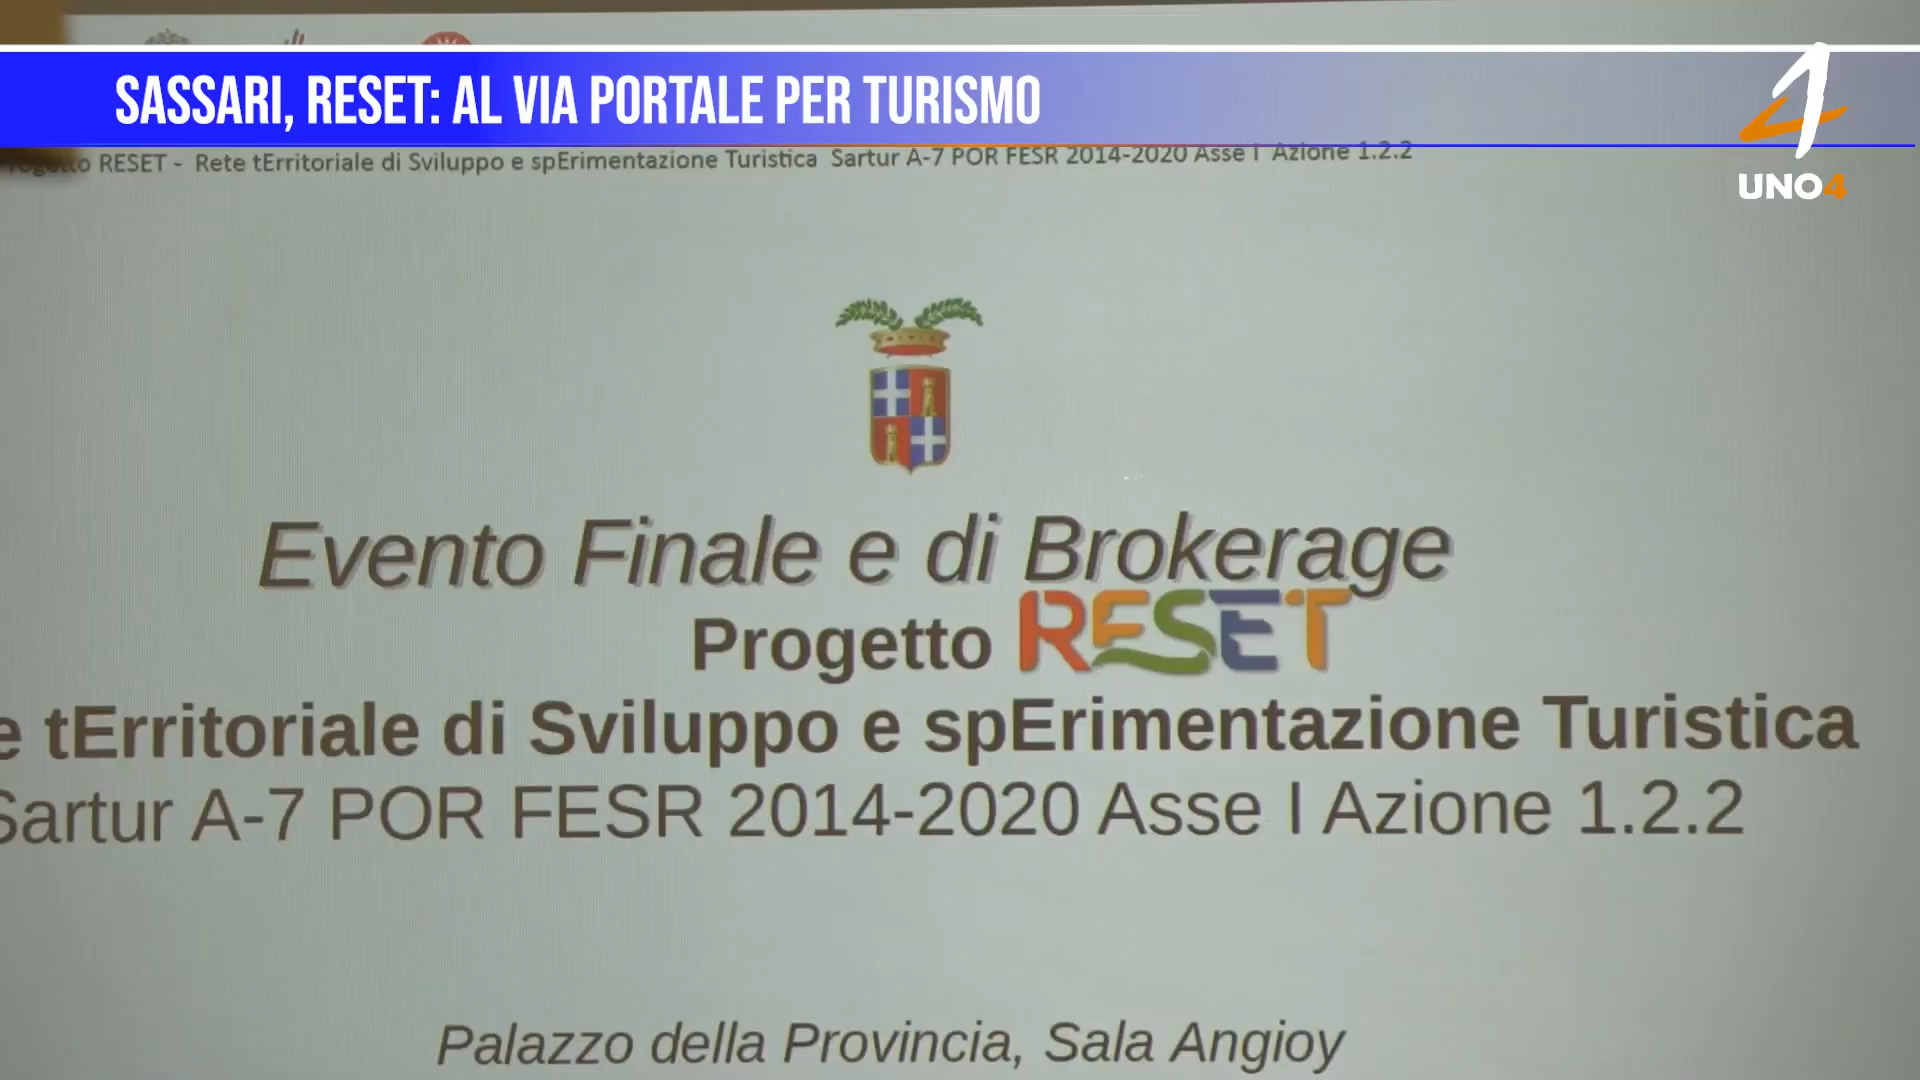 SASSARI, RESET: AL VIA PORTALE PER TURISMO
UNO4
RESET - Rete tErritoriale di Sviluppo e spErimentazione Turistica Sartur A-7 POR FESR 2014-2020 Asse I Azione 1.2.2
Evento Finale e di Brokerage
Progetto RESET
e tErritoriale di Sviluppo e spErimentazione Turistica
Sartur A-7 POR FESR 2014-2020 Asse I Azione 1.2.2
Palazzo della Provincia, Sala Angioy